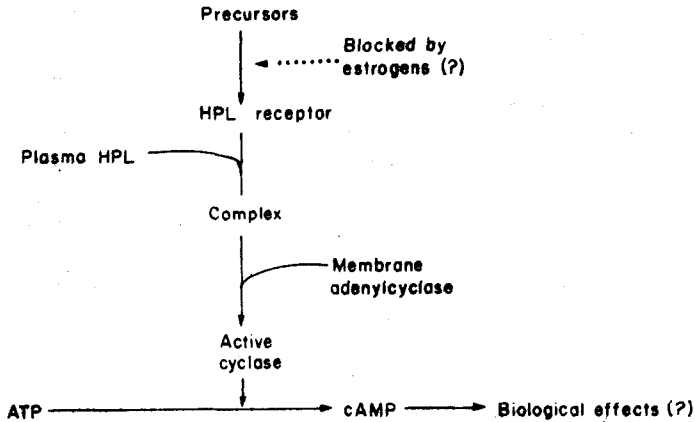 Precursors
Blocked by
estrogens (?)
HPL receptor
Plasma HPL
Complex
Membrane
adenylcyclase
Active
cyclase
ATP
cAMP
Biological effects (?)